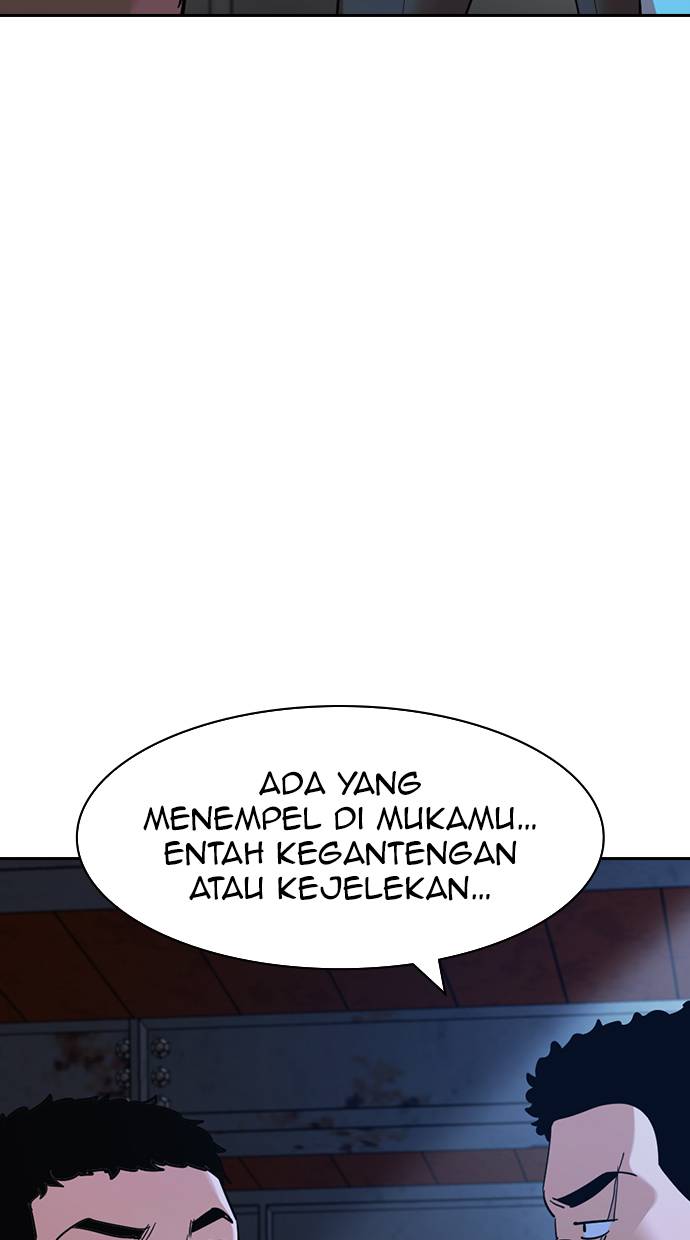 ADA YANG
MENEMPEL DI MUKAMU...
ENTAH KEGANTENGAN
ATAU KEJELEKAN...